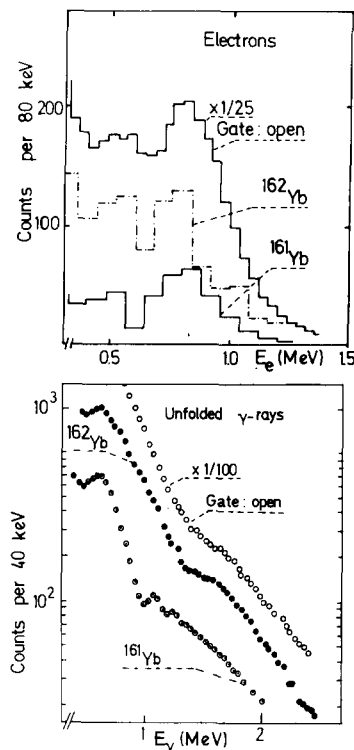 Electrons
x1/25
Gate: open
162Yb
161Yb
Counts per 80 keV
200
100
0.5
1.0
1.5
Ee (MeV)
Unfolded γ-rays
162Yb
x 1/100
Gate: open
161Yb
Counts per 40 keV
10³
10²
1
2
Eγ (MeV)